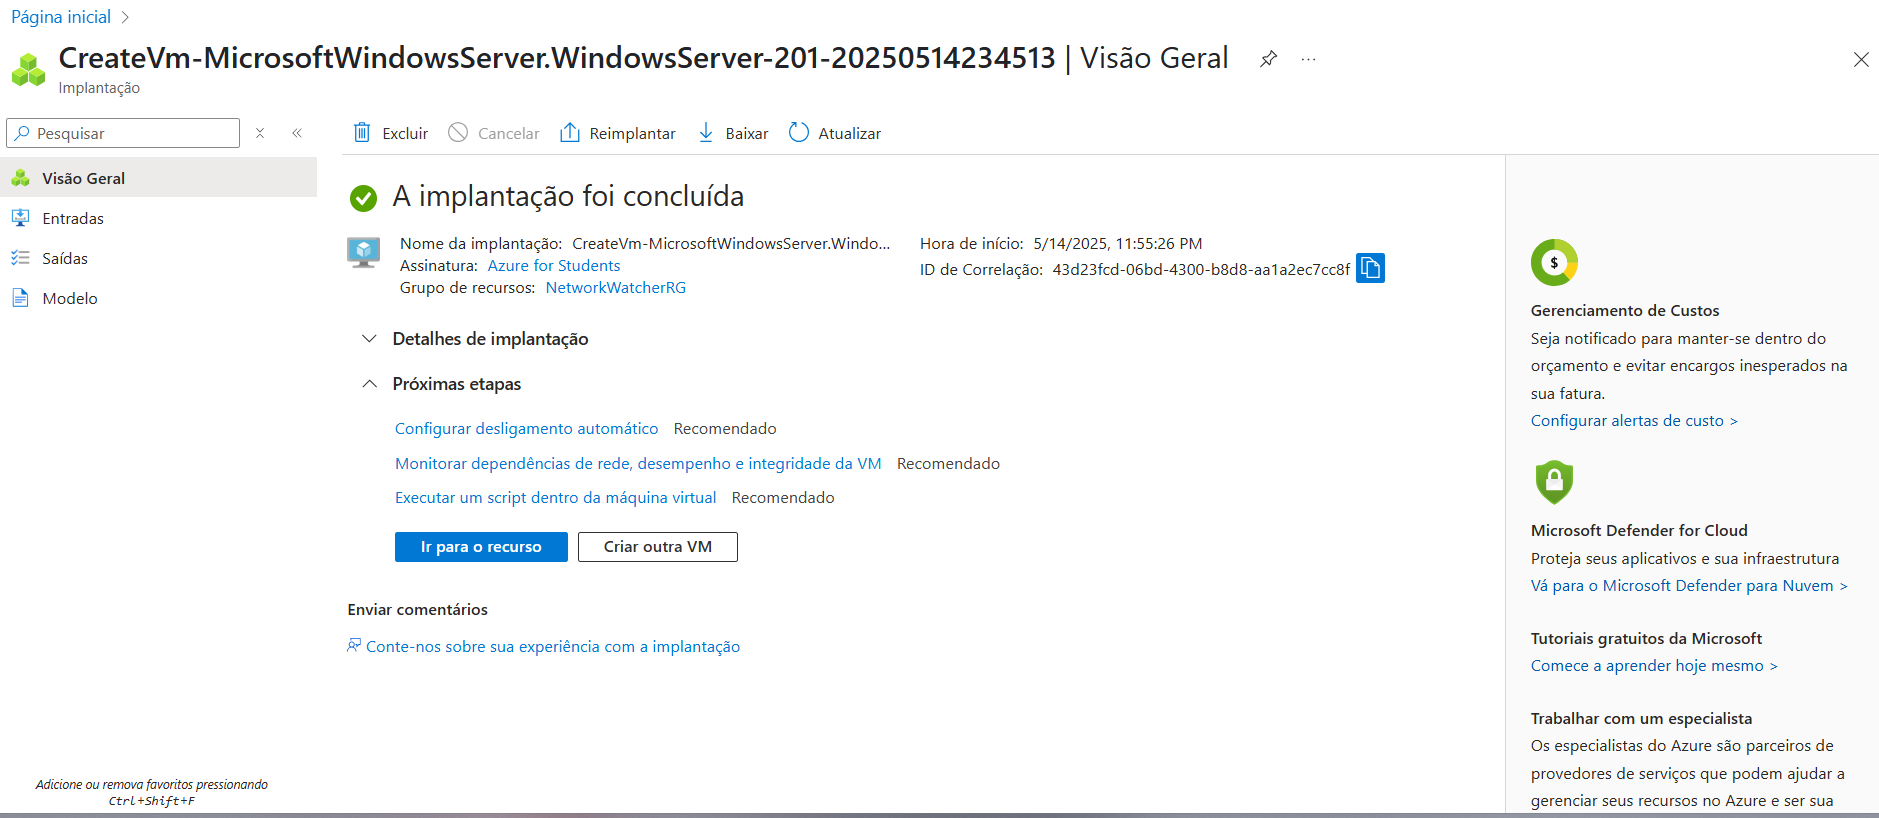 Página inicial
CreateVm-MicrosoftWindowsServer.WindowsServer-201-20250514234513 | Visão Geral
Implantação
Pesquisar
Visão Geral
Entradas
Saídas
Modelo
Adicione ou remova favoritos pressionando
Ctrl+Shift+F
Excluir Cancelar Reimplantar Baixar Atualizar
A implantação foi concluída
Nome da implantação: CreateVm-MicrosoftWindowsServer.Windo...
Assinatura: Azure for Students
Grupo de recursos: NetworkWatcherRG
Hora de início: 5/14/2025, 11:55:26 PM
ID de Correlação: 43d23fcd-06bd-4300-b8d8-aa1a2ec7cc8f
Detalhes de implantação
Próximas etapas
Configurar desligamento automático Recomendado
Monitorar dependências de rede, desempenho e integridade da VM Recomendado
Executar um script dentro da máquina virtual Recomendado
Ir para o recurso Criar outra VM
Enviar comentários
Conte-nos sobre sua experiência com a implantação
$
Gerenciamento de Custos
Seja notificado para manter-se dentro do
orçamento e evitar encargos inesperados na
sua fatura.
Configurar alertas de custo >
Microsoft Defender for Cloud
Proteja seus aplicativos e sua infraestrutura
Vá para o Microsoft Defender para Nuvem >
Tutoriais gratuitos da Microsoft
Comece a aprender hoje mesmo >
Trabalhar com um especialista
Os especialistas do Azure são parceiros de
provedores de serviços que podem ajudar a
gerenciar seus recursos no Azure e ser sua